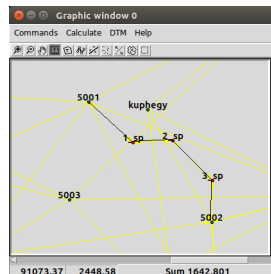 Graphic window 0
Commands Calculate DTM Help
5001
kuphegy
1_sp
2_sp
3_sp
5003
5002
91073.37 2448.58 Sum 1642.801